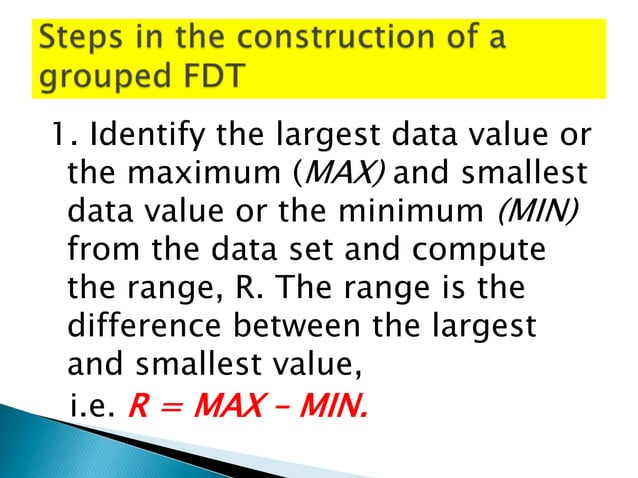 Steps in the construction of a
grouped FDT
1. Identify the largest data value or
the maximum (MAX) and smallest
data value or the minimum (MIN)
from the data set and compute
the range, R. The range is the
difference between the largest
and smallest value,
i.e. R = MAX – MIN.